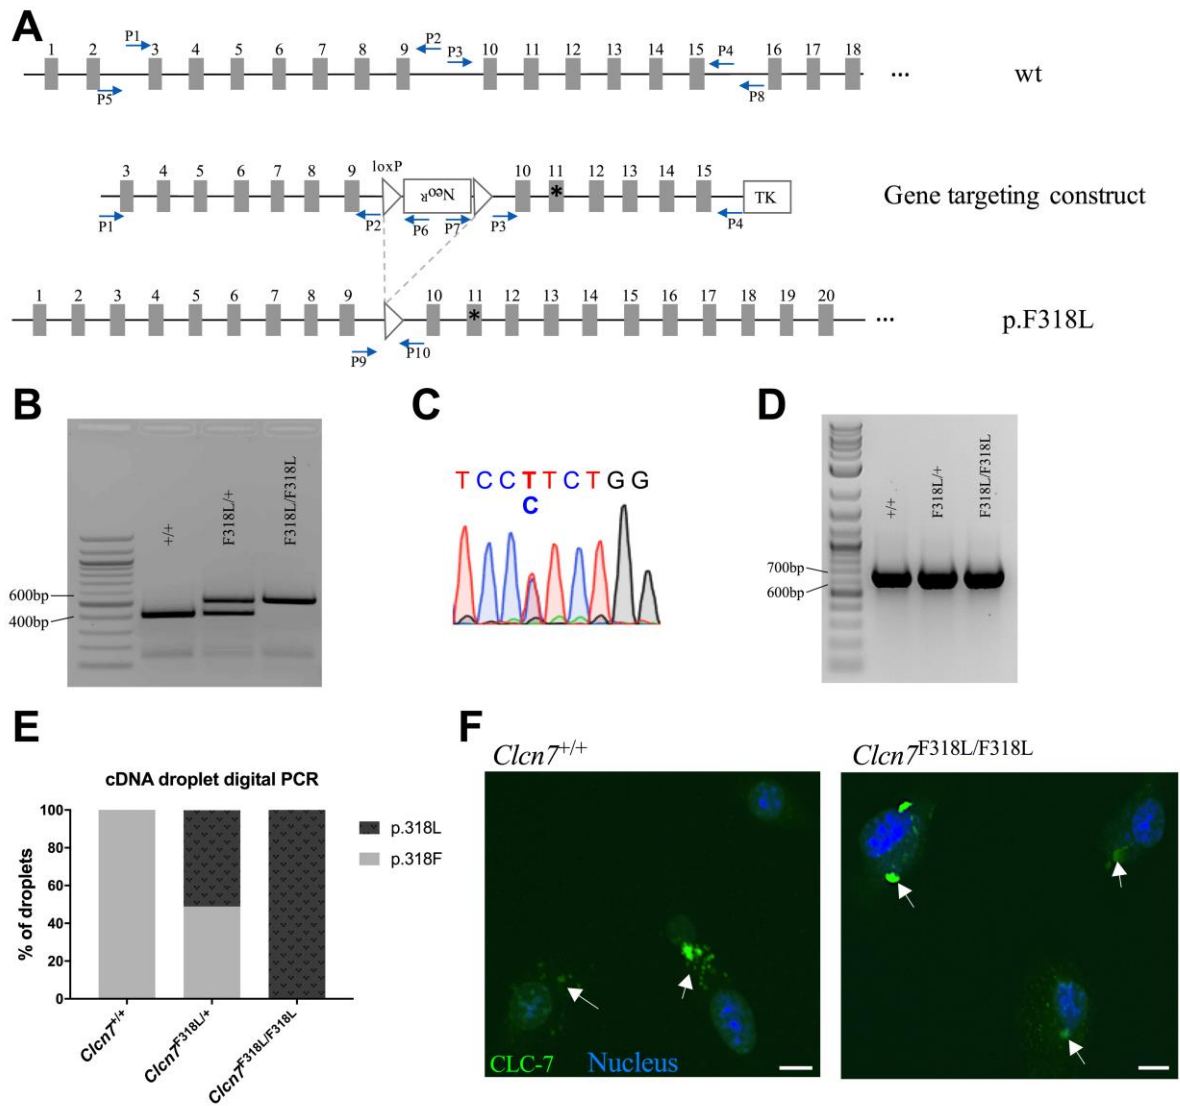 A
P1 P2 P3 P4
1 2 3 4 5 6 7 8 9 10 11 12 13 14 15 16 17 18
... wt
P5 P8
loxP
3 4 5 6 7 8 9 10 11 12 13 14 15
NeoR * TK Gene targeting construct
P1 P2 P6 P7 P3 P4
1 2 3 4 5 6 7 8 9 10 11 12 13 14 15 16 17 18 19 20
* ... p.F318L
P9 P10
B
+/+
F318L/+
F318L/F318L
600bp
400bp
C
TCCTTCTGG
C
D
+/+
F318L/+
F318L/F318L
700bp
600bp
E
cDNA droplet digital PCR
% of droplets
100
80
60
40
20
0
p.318L
p.318F
Clcn7+/+
Clcn7F318L/+
Clcn7F318L/F318L
F
Clcn7+/+
Clcn7F318L/F318L
CLC-7 Nucleus